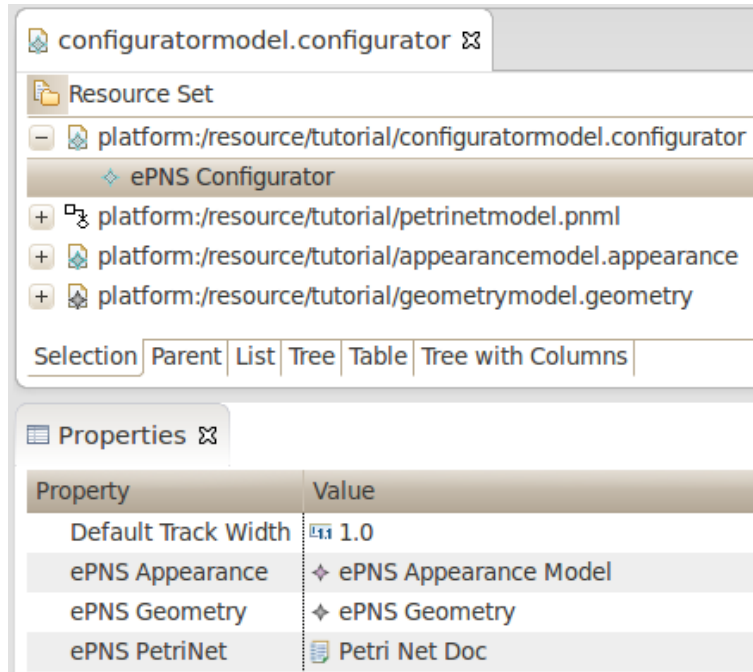 configuratormodel.configurator
Resource Set
platform:/resource/tutorial/configuratormodel.configurator
ePNS Configurator
platform:/resource/tutorial/petrinetmodel.pnml
platform:/resource/tutorial/appearancemodel.appearance
platform:/resource/tutorial/geometrymodel.geometry
Selection Parent List Tree Table Tree with Columns
Properties
Property Value
Default Track Width 1.0
ePNS Appearance ePNS Appearance Model
ePNS Geometry ePNS Geometry
ePNS PetriNet Petri Net Doc